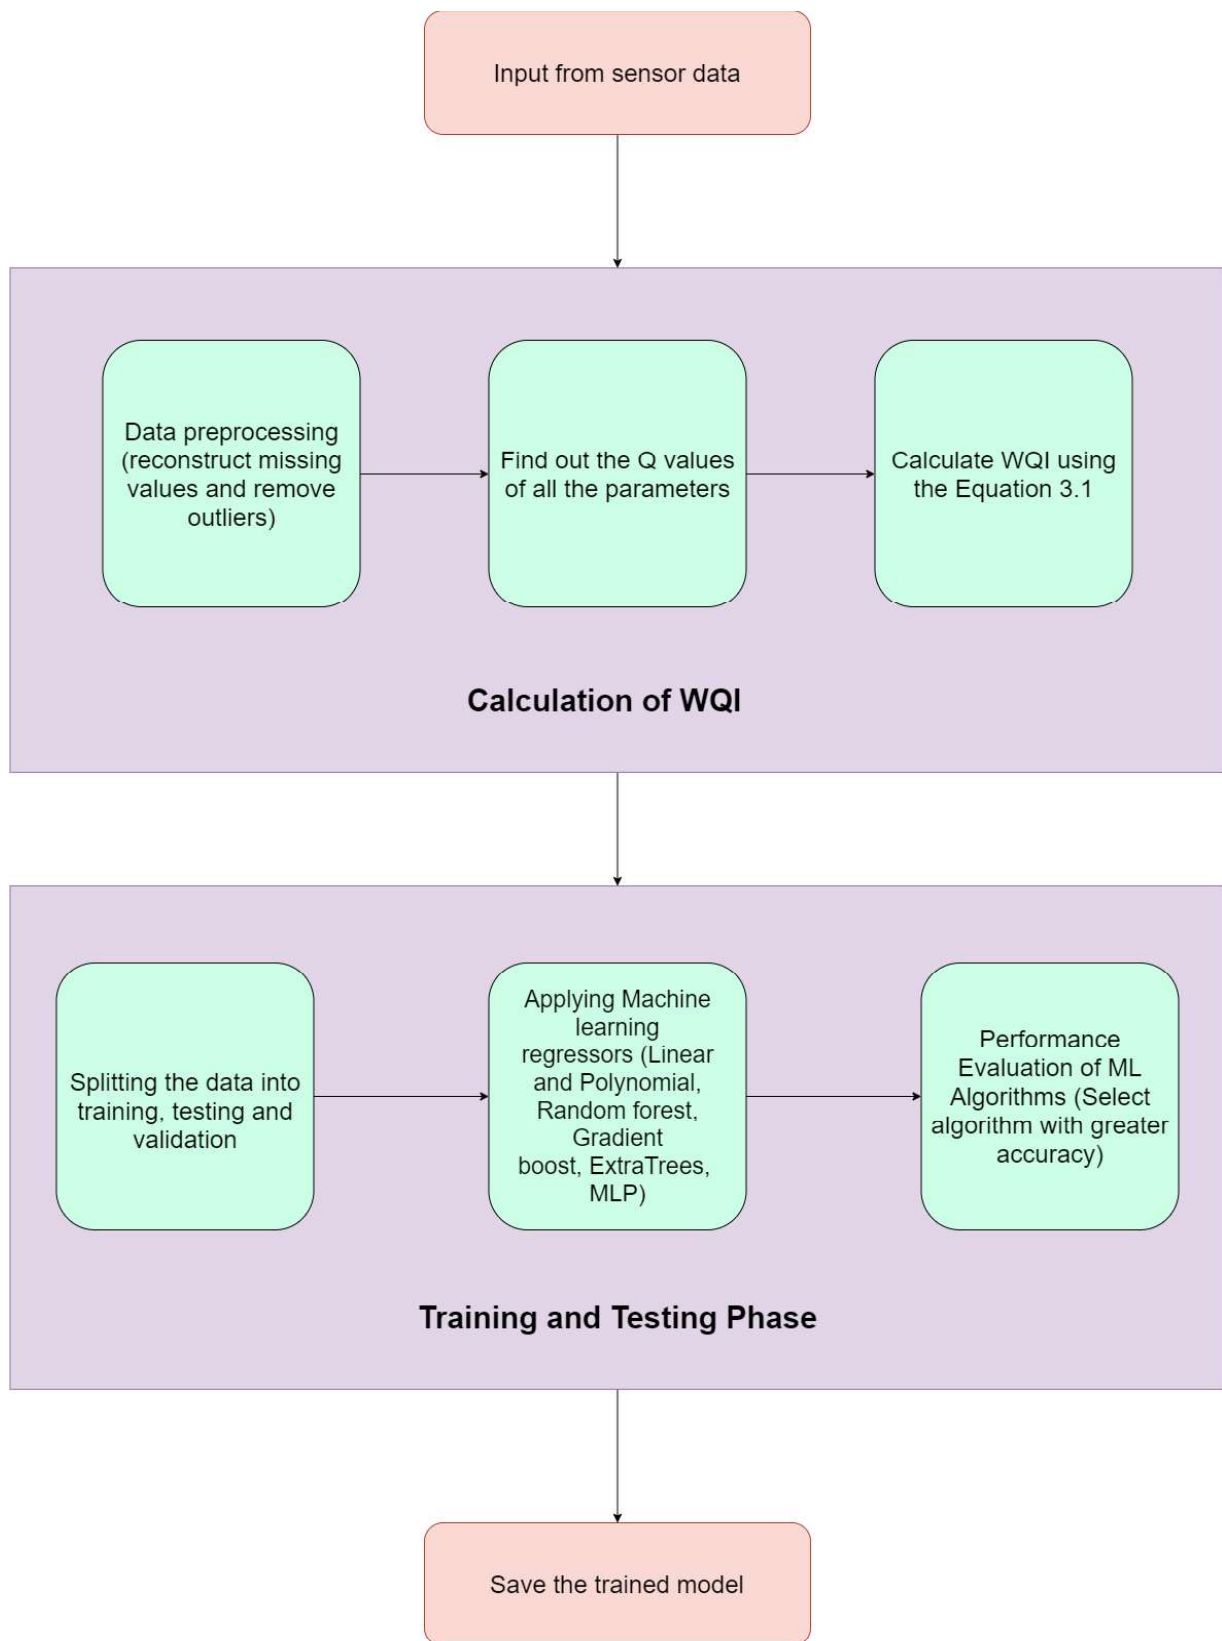 Input from sensor data
Data preprocessing
(reconstruct missing
values and remove
outliers)
Find out the Q values
of all the parameters
Calculate WQI using
the Equation 3.1
Calculation of WQI
Splitting the data into
training, testing and
validation
Applying Machine
learning
regressors (Linear
and Polynomial,
Random forest,
Gradient
boost, ExtraTrees,
MLP)
Performance
Evaluation of ML
Algorithms (Select
algorithm with greater
accuracy)
Training and Testing Phase
Save the trained model